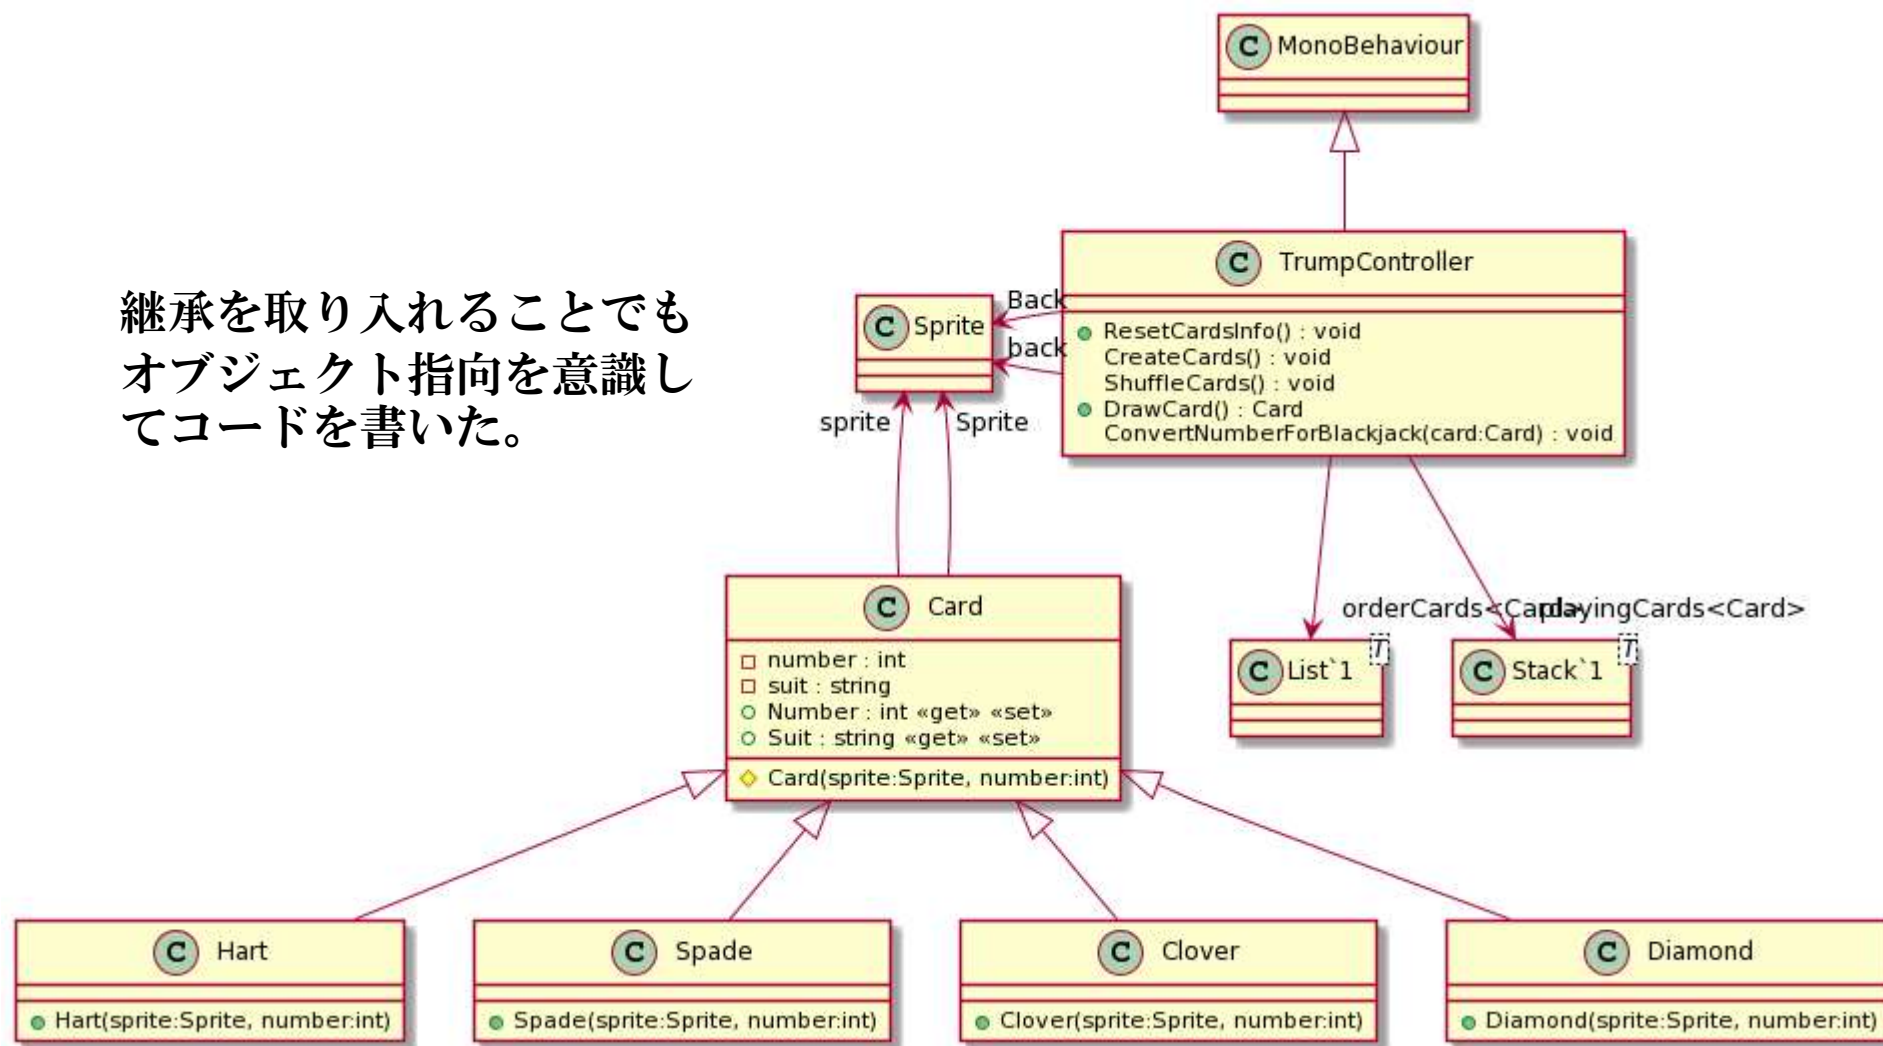 C MonoBehaviour
C TrumpController
ResetCardsInfo() : void
CreateCards() : void
ShuffleCards() : void
DrawCard() : Card
ConvertNumberForBlackjack(card:Card) : void
継承を取り入れることでも
オブジェクト指向を意識し
てコードを書いた。
C Sprite
Back
back
sprite
Sprite
C Card
number : int
suit : string
Number : int «get» «set»
Suit : string «get» «set»
Card(sprite:Sprite, number:int)
orderCards<Card>
playingCards<Card>
C List`1
T
C Stack`1
T
C Hart
Hart(sprite:Sprite, number:int)
C Spade
Spade(sprite:Sprite, number:int)
C Clover
Clover(sprite:Sprite, number:int)
C Diamond
Diamond(sprite:Sprite, number:int)